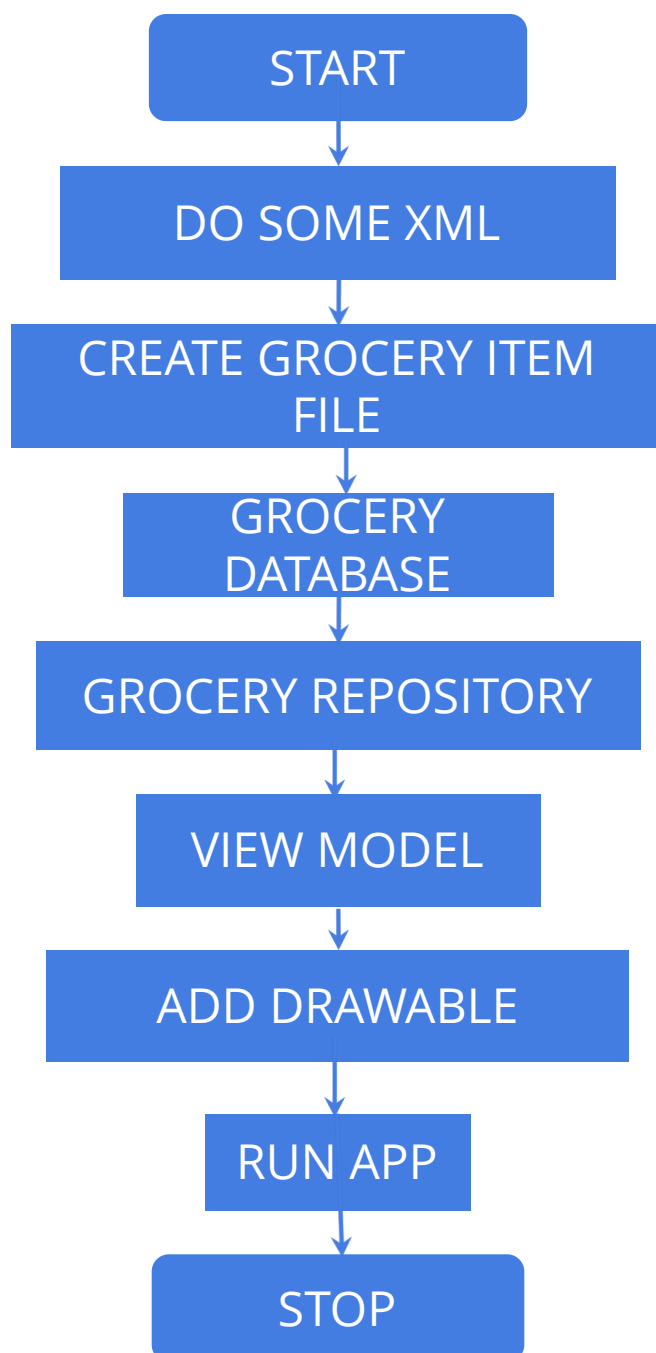 START
DO SOME XML
CREATE GROCERY ITEM
FILE
GROCERY
DATABASE
GROCERY REPOSITORY
VIEW MODEL
ADD DRAWABLE
RUN APP
STOP